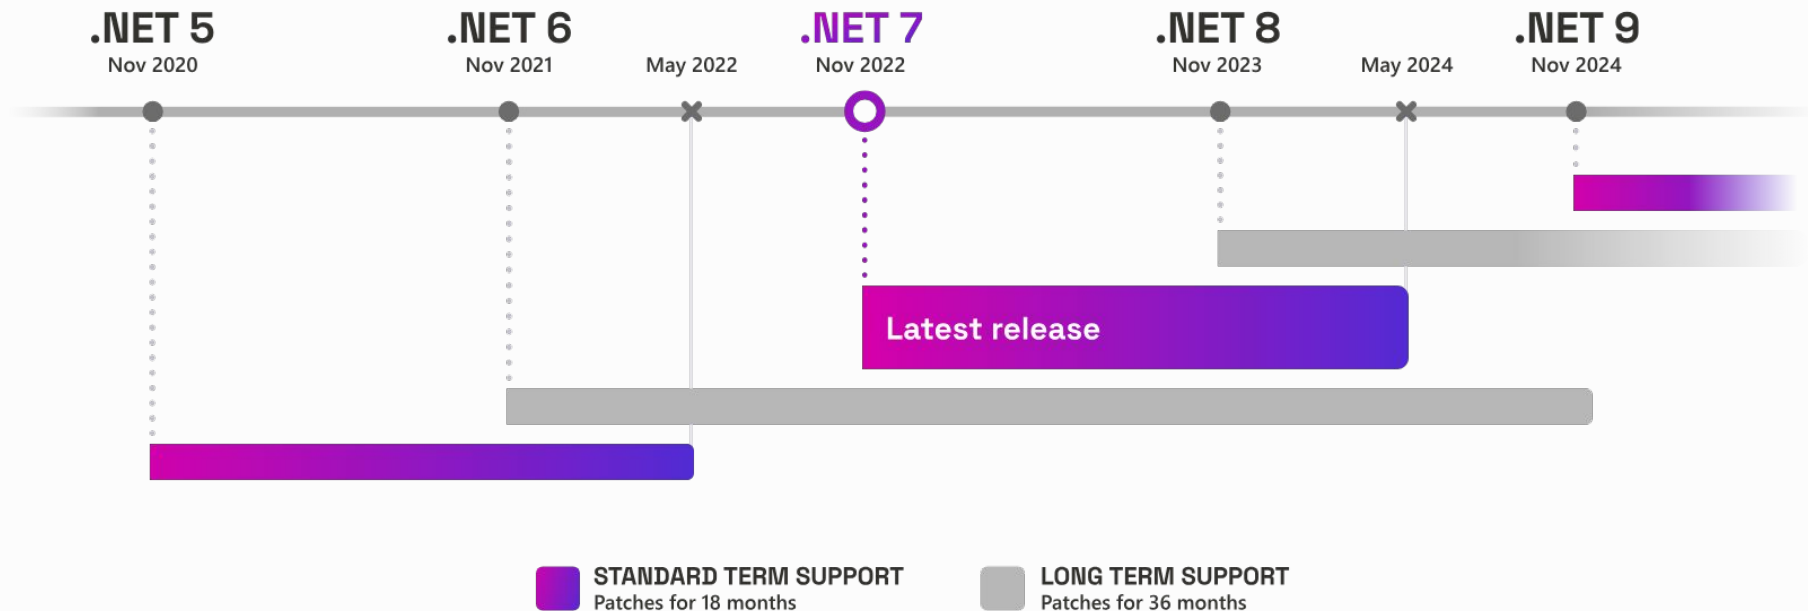 .NET 5
Nov 2020
.NET 6
Nov 2021
May 2022
.NET 7
Nov 2022
.NET 8
Nov 2023
May 2024
.NET 9
Nov 2024
Latest release
STANDARD TERM SUPPORT
Patches for 18 months
LONG TERM SUPPORT
Patches for 36 months